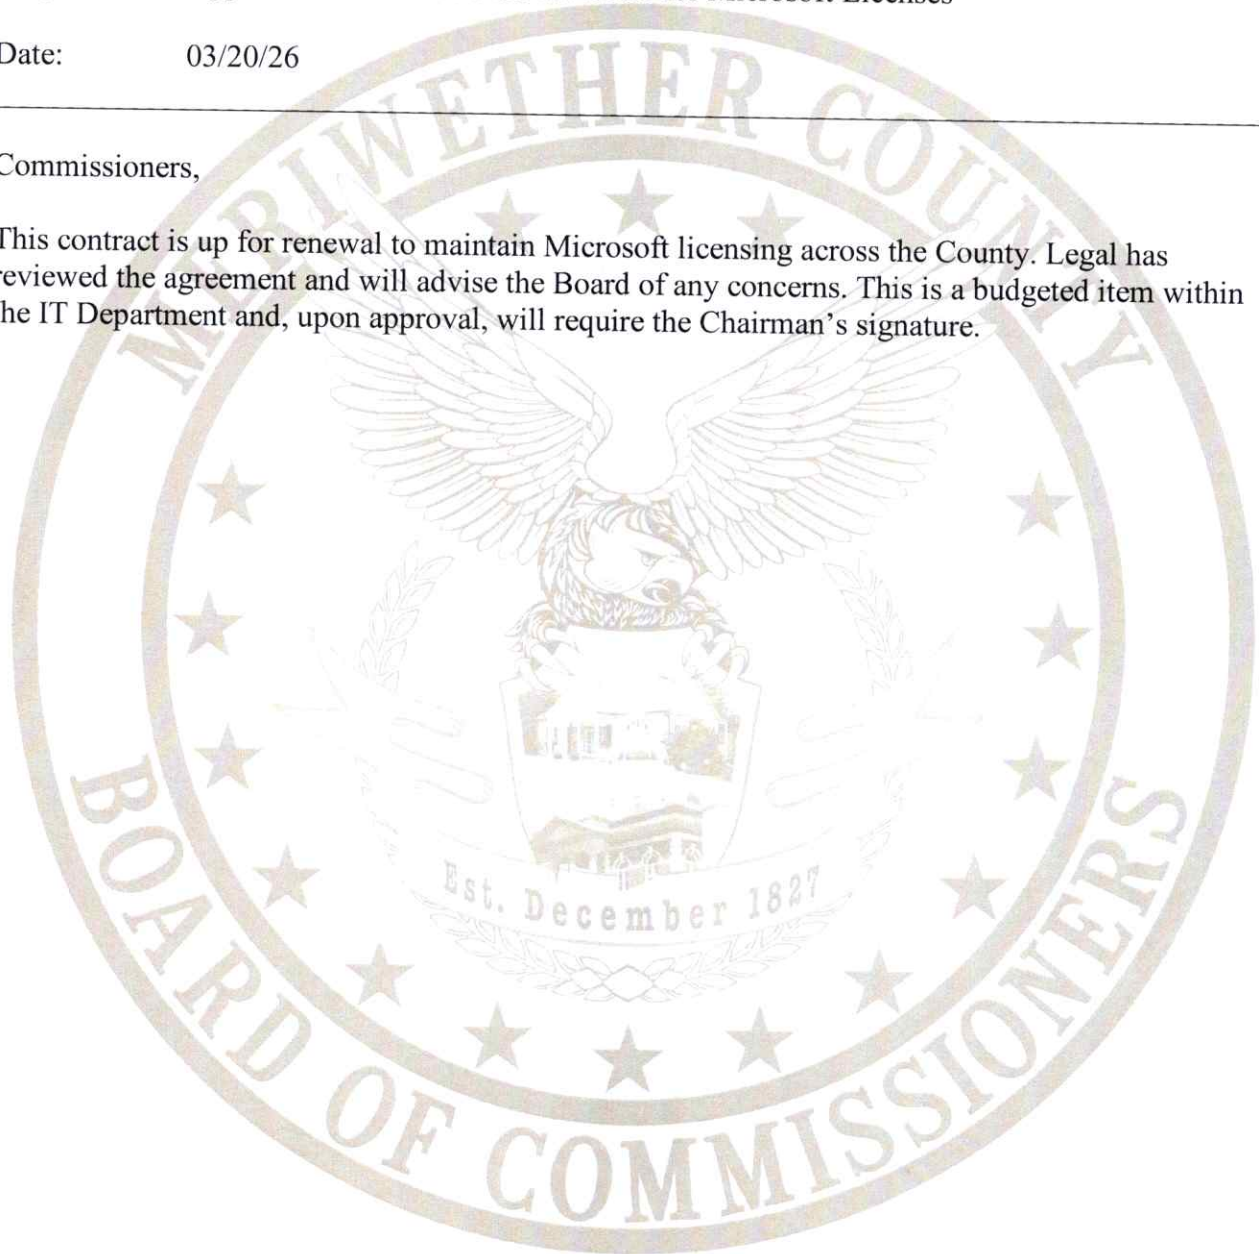 Microsoft Licenses
Date: 03/20/26
Commissioners,
This contract is up for renewal to maintain Microsoft licensing across the County. Legal has
reviewed the agreement and will advise the Board of any concerns. This is a budgeted item within
the IT Department and, upon approval, will require the Chairman’s signature.
MERIWETHER COUNTY
Est. December 1827
BOARD OF COMMISSIONERS